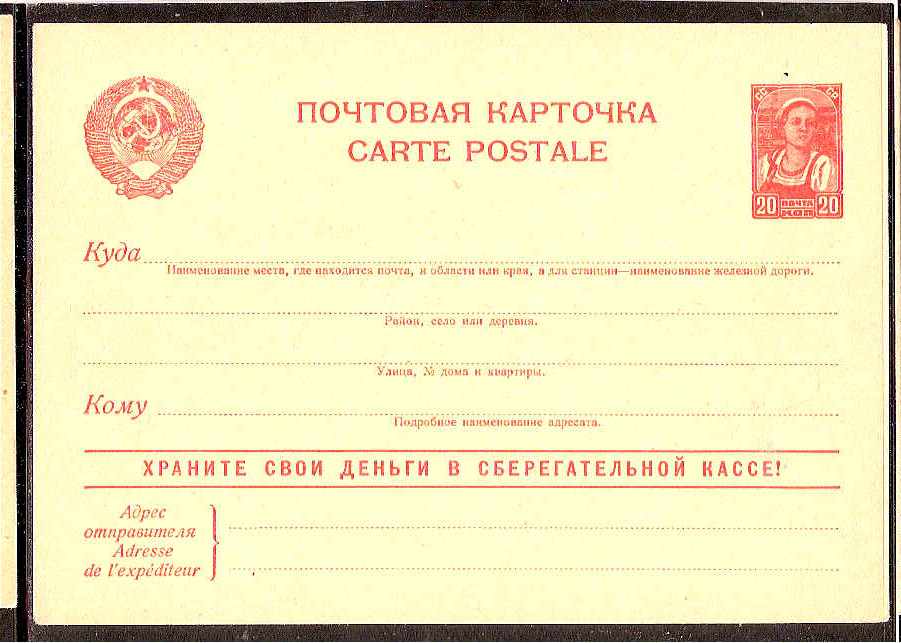 ПОЧТОВАЯ КАРТОЧКА
CARTE POSTALE
СС СР
20 ПОЧТА КОП 20
Куда
Наименование места, где находится почта, и области или края, а для станции—наименование железной дороги.
Район, село или деревня.
Улица, № дома и квартиры.
Кому
Подробное наименование адресата.
ХРАНИТЕ СВОИ ДЕНЬГИ В СБЕРЕГАТЕЛЬНОЙ КАССЕ!
Адрес
отправителя
Adresse
de l'expéditeur